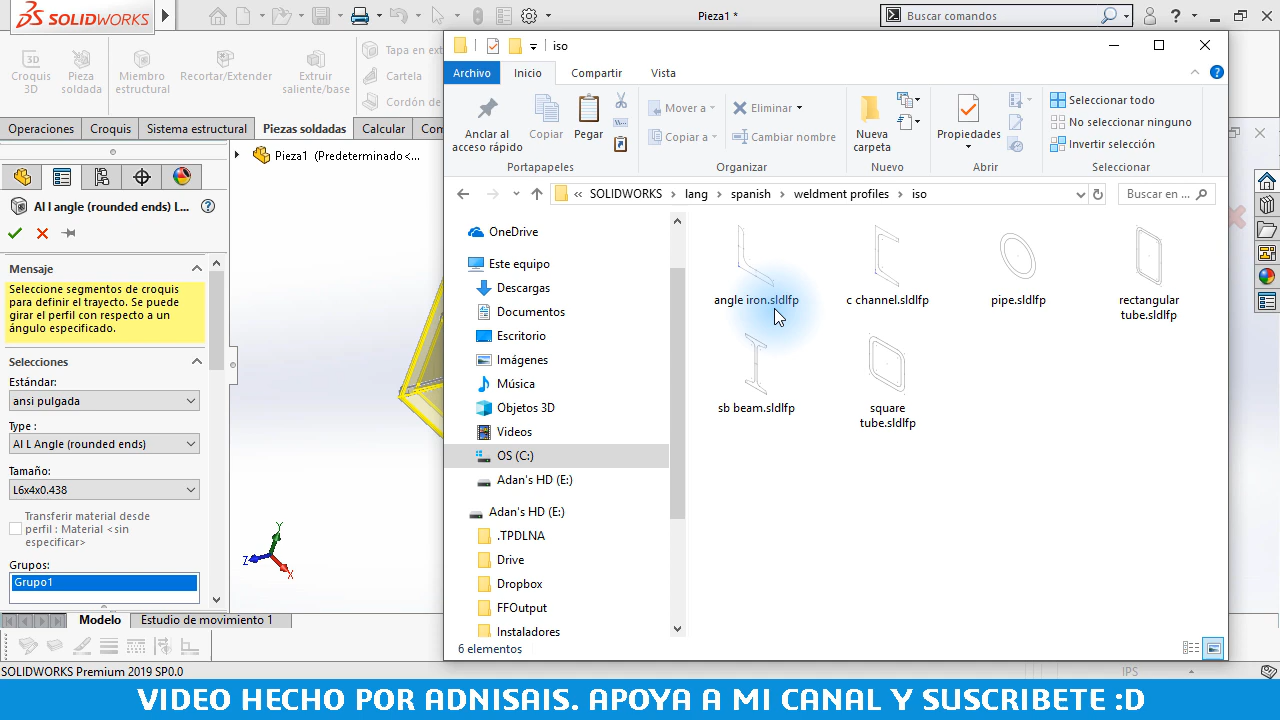 SOLIDWORKS
Pieza1 *
Buscar comandos
Croquis
3D
Pieza
soldada
Miembro
estructural
Recortar/Extender
Extruir
saliente/base
Tapa en ext
Cartela
Cordón de
Operaciones
Croquis
Sistema estructural
Piezas soldadas
Calcular
Com
Pieza1 (Predeterminado<...
Al l angle (rounded ends) L...
Mensaje
Seleccione segmentos de croquis
para definir el trayecto. Se puede
girar el perfil con respecto a un
ángulo especificado.
Selecciones
Estándar:
ansi pulgada
Type :
Al L Angle (rounded ends)
Tamaño:
L6x4x0.438
Transferir material desde
perfil : Material <sin
especificar>
Grupos:
Grupo1
Y
Z
X
Modelo
Estudio de movimiento 1
SOLIDWORKS Premium 2019 SP0.0
IPS
iso
Archivo
Inicio
Compartir
Vista
Anclar al
acceso rápido
Copiar
Pegar
Mover a
Copiar a
Eliminar
Cambiar nombre
Nueva
carpeta
Propiedades
Seleccionar todo
No seleccionar ninguno
Invertir selección
Portapapeles
Organizar
Nuevo
Abrir
Seleccionar
« SOLIDWORKS > lang > spanish > weldment profiles > iso
Buscar en ...
OneDrive
Este equipo
Descargas
Documentos
Escritorio
Imágenes
Música
Objetos 3D
Videos
OS (C:)
Adan's HD (E:)
Adan's HD (E:)
.TPDLNA
Drive
Dropbox
FFOutput
Instaladores
angle iron.sldlfp
c channel.sldlfp
pipe.sldlfp
rectangular
tube.sldlfp
sb beam.sldlfp
square
tube.sldlfp
6 elementos
VIDEO HECHO POR ADNISAIS. APOYA A MI CANAL Y SUSCRIBETE :D